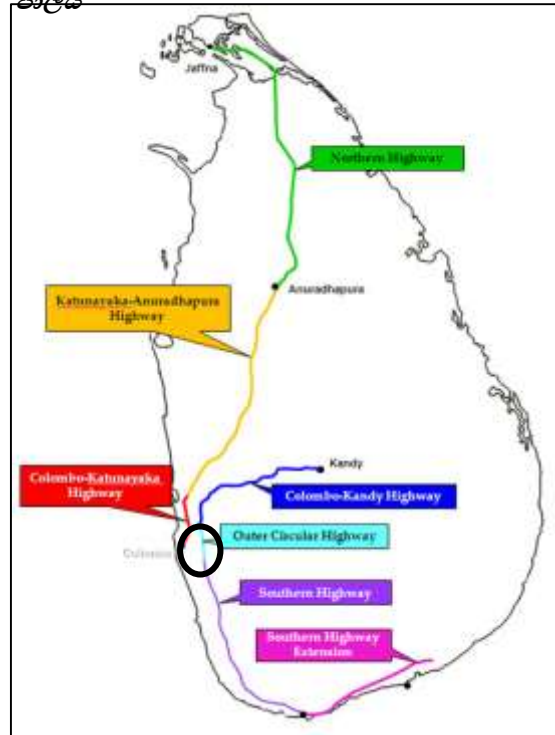 පාලය
Jaffna
Northern Highway
Anuradhapura
Katunayaka-Anuradhapura
Highway
Kandy
Colombo-Katunayaka
Highway
Colombo-Kandy Highway
Outer Circular Highway
Colombo
Southern Highway
Southern Highway
Extension